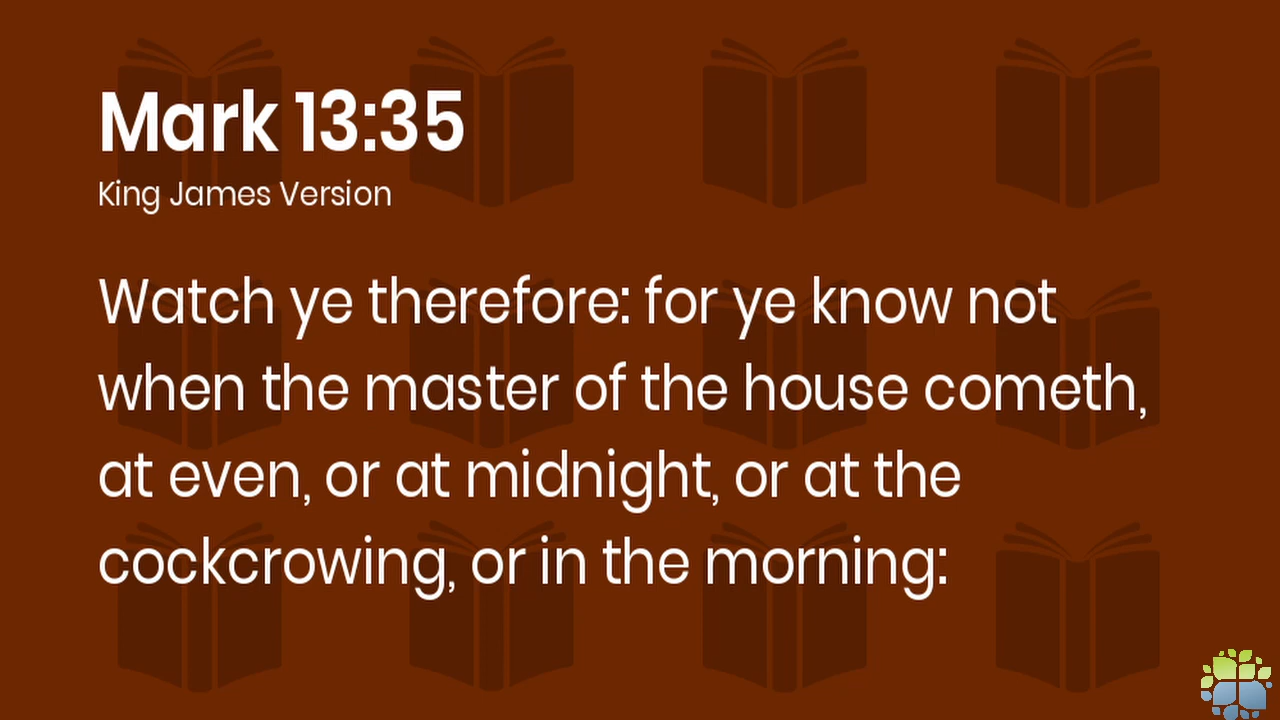 Mark 13:35
King James Version
Watch ye therefore: for ye know not
when the master of the house cometh,
at even, or at midnight, or at the
cockcrowing, or in the morning: